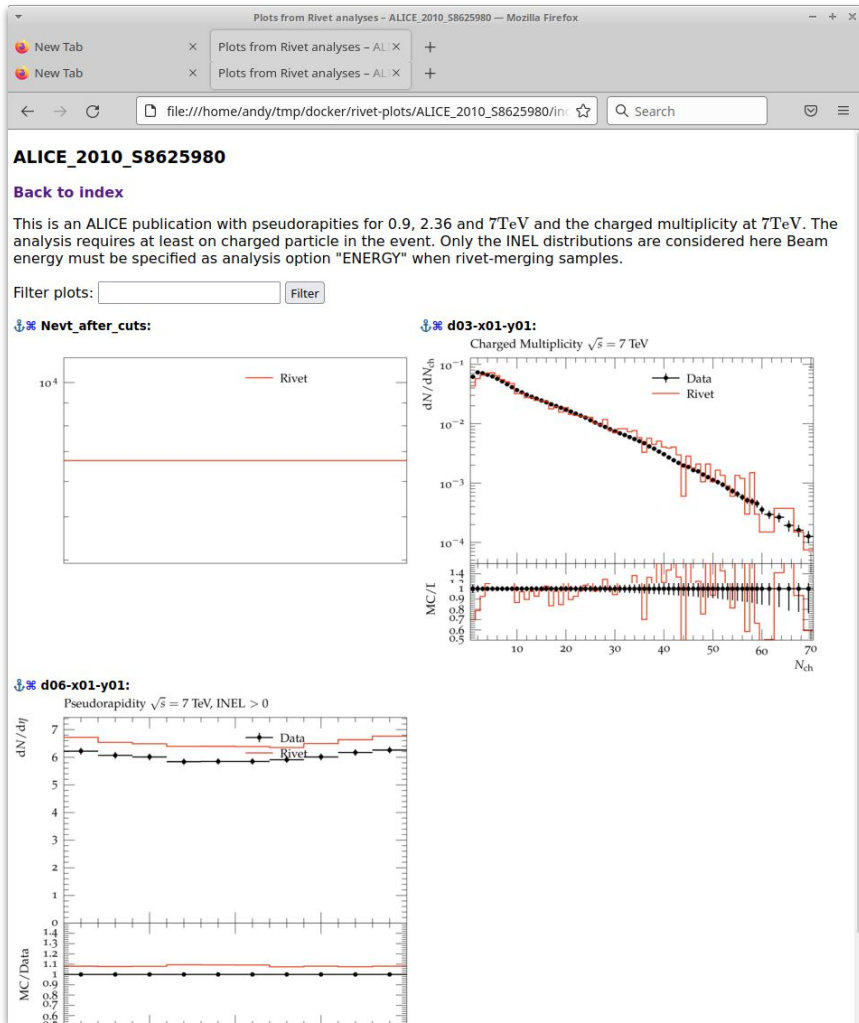 Plots from Rivet analyses – ALICE_2010_S8625980 — Mozilla Firefox
New Tab
Plots from Rivet analyses – AL
New Tab
Plots from Rivet analyses – AL
file:///home/andy/tmp/docker/rivet-plots/ALICE_2010_S8625980/in
Search
ALICE_2010_S8625980
Back to index
This is an ALICE publication with pseudorapities for 0.9, 2.36 and 7TeV and the charged multiplicity at 7TeV. The
analysis requires at least on charged particle in the event. Only the INEL distributions are considered here Beam
energy must be specified as analysis option "ENERGY" when rivet-merging samples.
Filter plots: Filter
⚓⌘ Nevt_after_cuts:
10⁴
Rivet
⚓⌘ d03-x01-y01:
Charged Multiplicity √s = 7 TeV
dN/dN_ch
Data
Rivet
10⁻¹
10⁻²
10⁻³
10⁻⁴
MC/I
1.4
1
0.9
0.8
0.7
0.6
0.5
10 20 30 40 50 60 70
N_ch
⚓⌘ d06-x01-y01:
Pseudorapidity √s = 7 TeV, INEL > 0
dN/dη
Data
Rivet
7
6
5
4
3
2
1
0
MC/Data
1.4
1.3
1.2
1.1
1
0.9
0.8
0.7
0.6